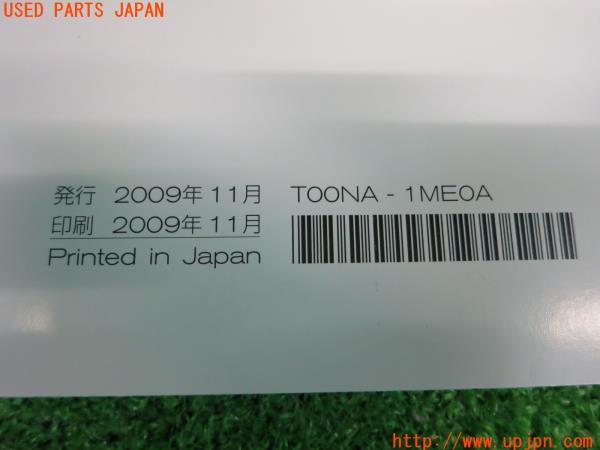 USED PARTS JAPAN
発行 2009年11月 T00NA - 1ME0A
印刷 2009年11月
Printed in Japan
http://www.upjpn.com